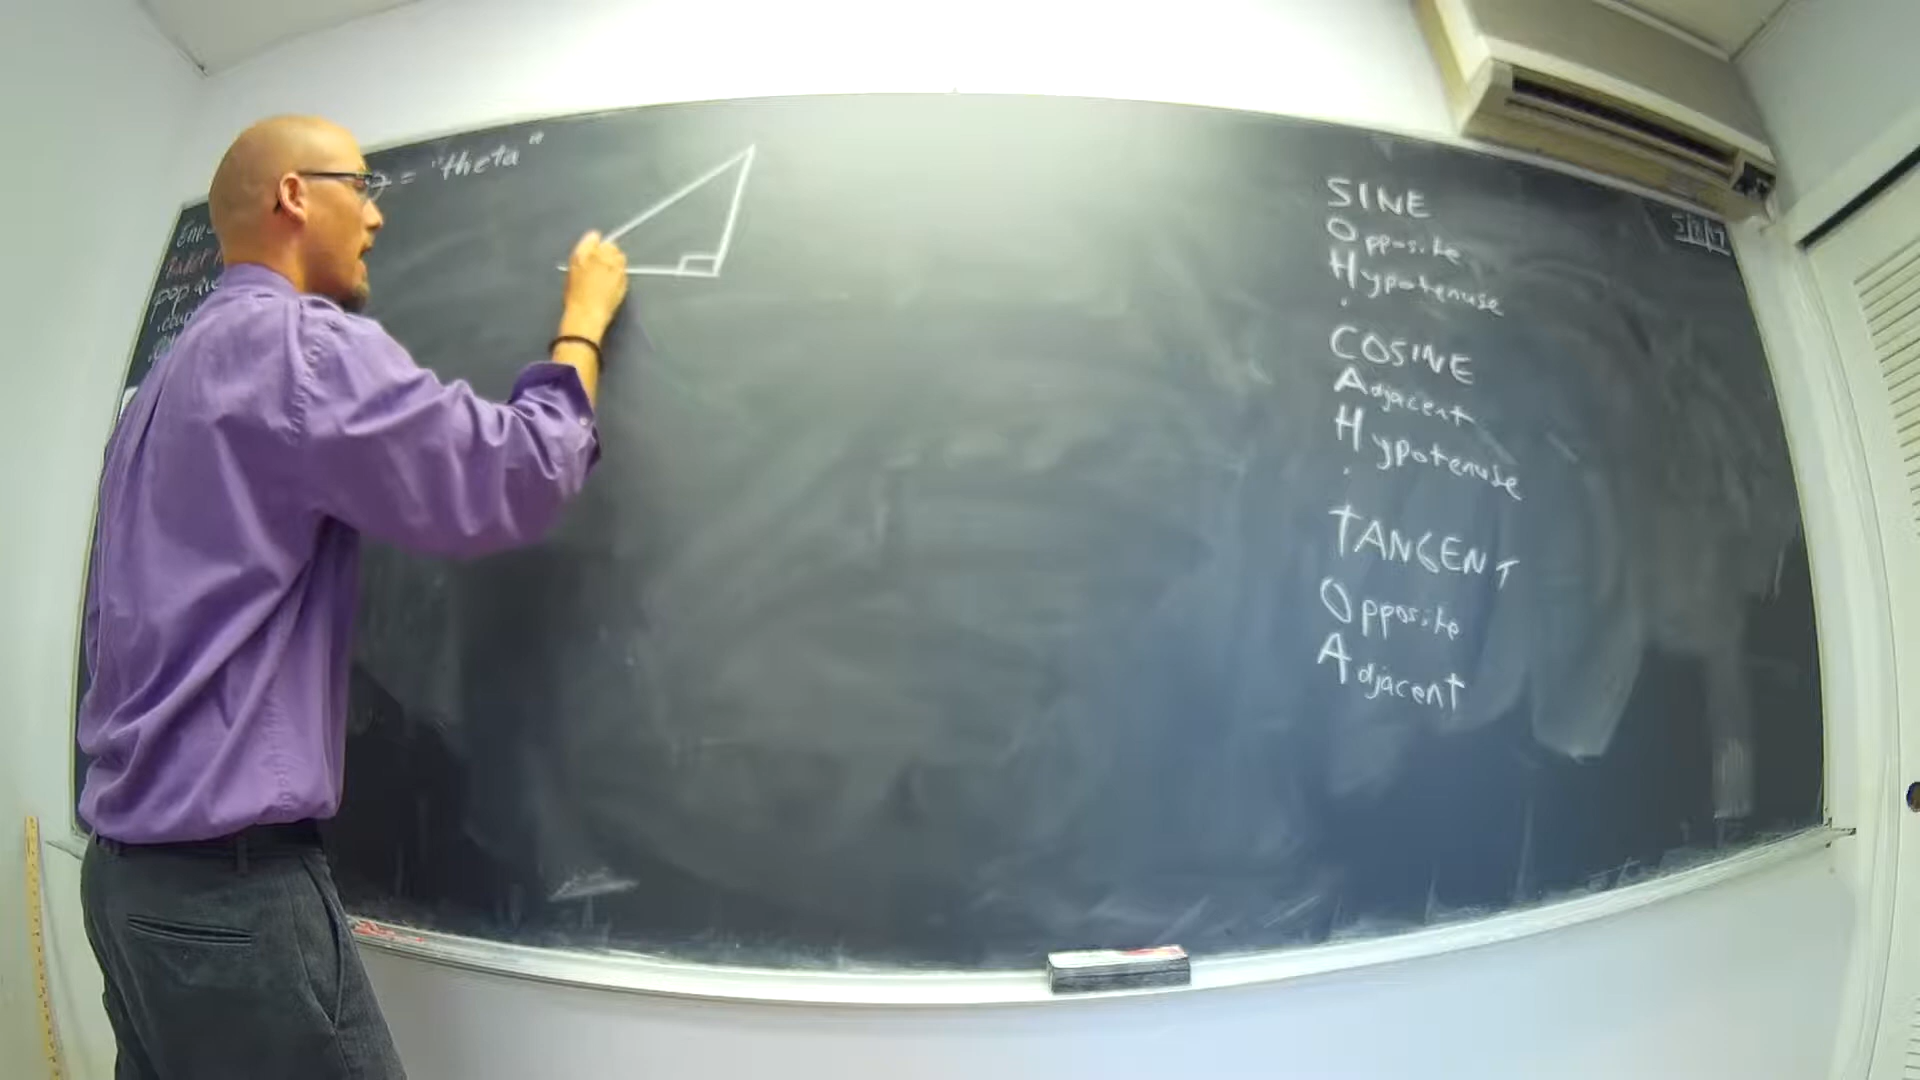 = "theta"
SINE
Opposite
Hypotenuse
COSINE
Adjacent
Hypotenuse
TANGENT
Opposite
Adjacent